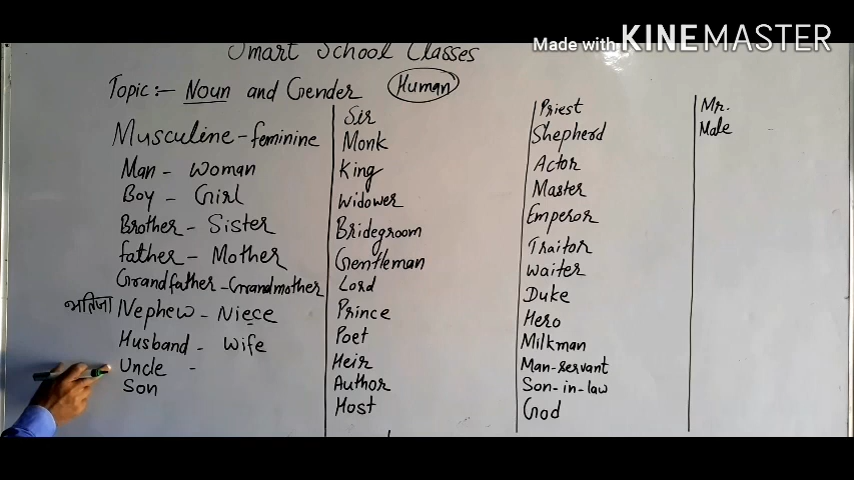 Made with KINEMASTER
Smart School Classes
Topic:- Noun and Gender Human
Musculine - feminine
Man - Woman
Boy - Girl
Brother - Sister
father - Mother
Grandfather - Grandmother
भतिजा Nephew - Niece
Husband - Wife
Uncle -
Son
Sir
Monk
King
Widower
Bridegroom
Gentleman
Lord
Prince
Poet
Heir
Author
Host
Priest
Shepherd
Actor
Master
Emperor
Traitor
Waiter
Duke
Hero
Milkman
Man-servant
Son-in-law
God
Mr.
Male